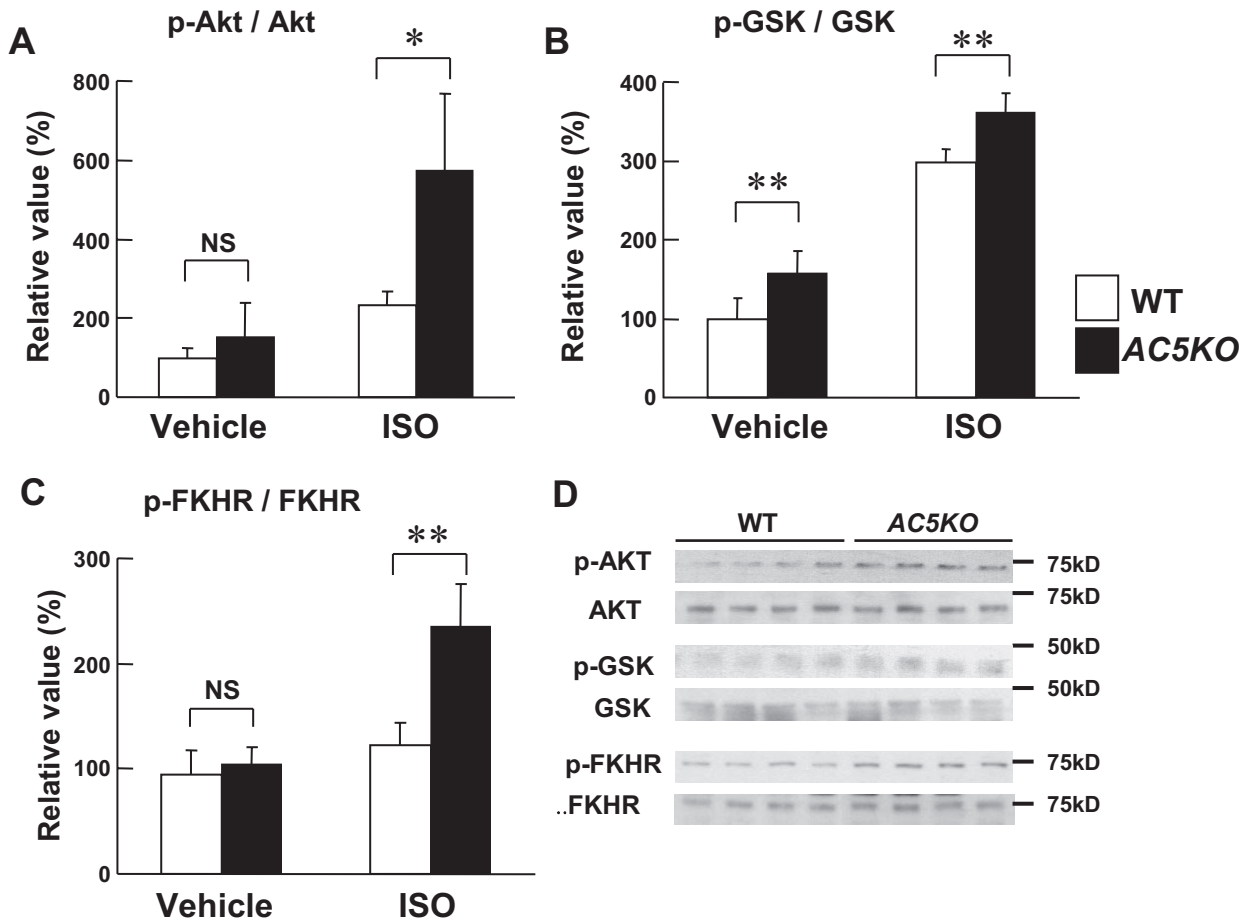 A
p-Akt / Akt
Relative value (%)
800
600
400
200
0
NS
*
Vehicle
ISO
B
p-GSK / GSK
Relative value (%)
400
300
200
100
0
**
**
Vehicle
ISO
WT
AC5KO
C
p-FKHR / FKHR
Relative value (%)
300
200
100
0
NS
**
Vehicle
ISO
D
WT AC5KO
p-AKT 75kD
AKT 75kD
p-GSK 50kD
GSK 50kD
p-FKHR 75kD
..FKHR 75kD